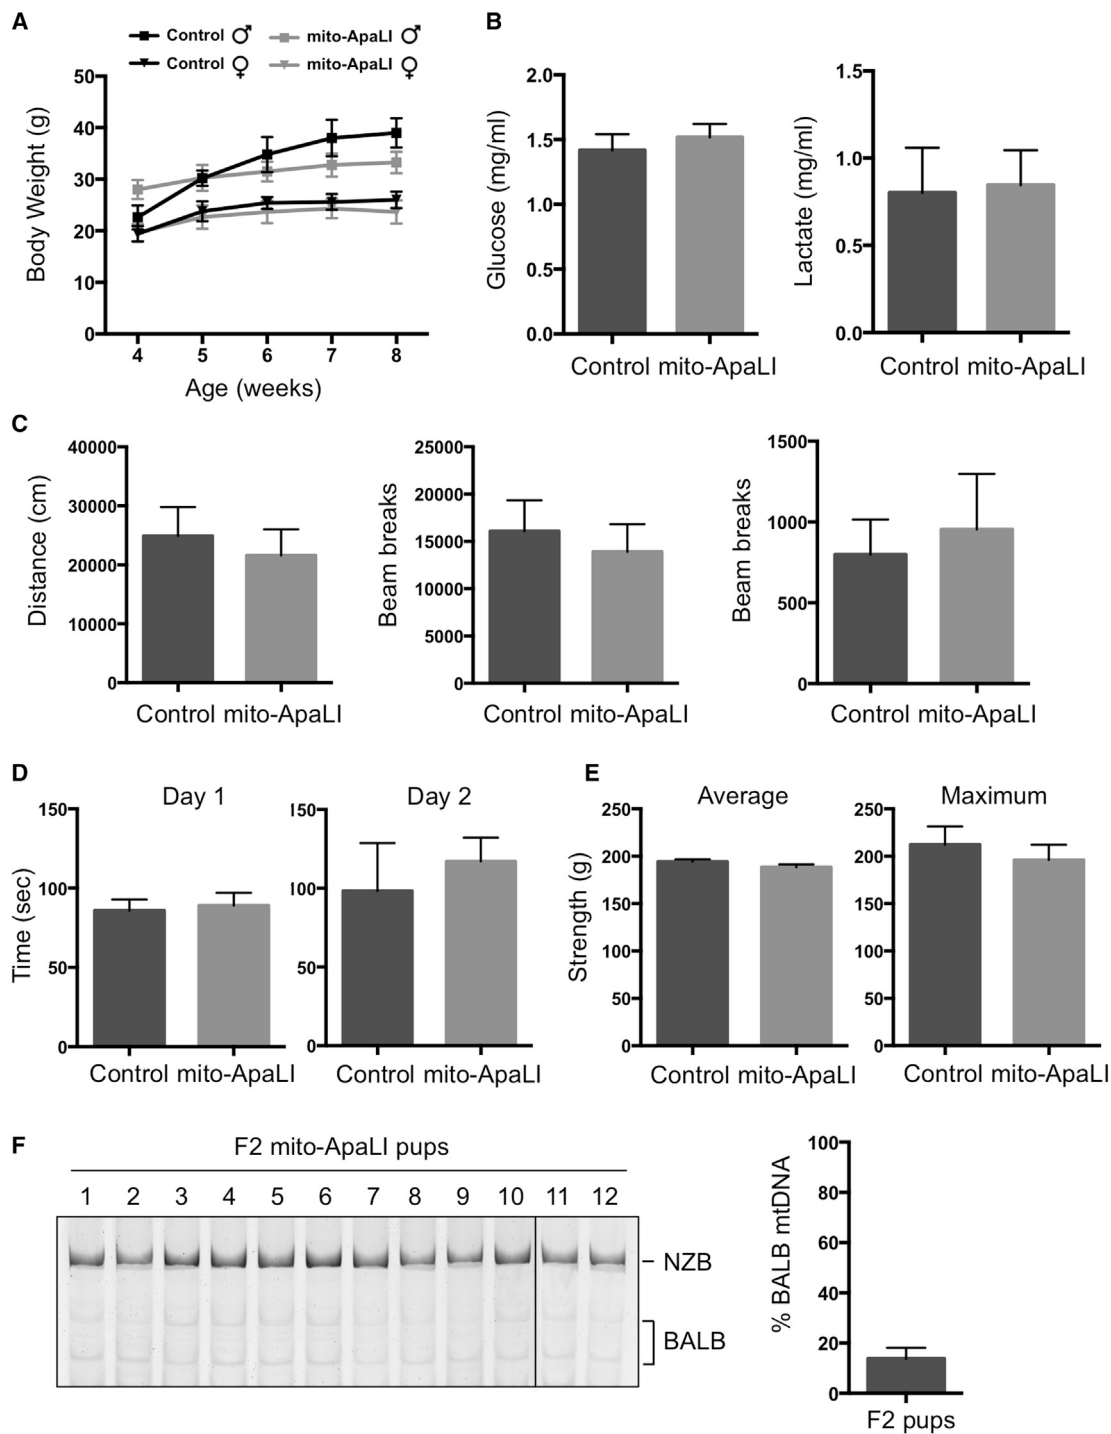 A
Control ♂ mito-ApaLI ♂
Control ♀ mito-ApaLI ♀
50
40
30
20
10
0
Body Weight (g)
4 5 6 7 8
Age (weeks)
B
2.0
1.5
1.0
0.5
0.0
Glucose (mg/ml)
Control mito-ApaLI
1.5
1.0
0.5
0.0
Lactate (mg/ml)
Control mito-ApaLI
C
40000
30000
20000
10000
0
Distance (cm)
Control mito-ApaLI
25000
20000
15000
10000
5000
0
Beam breaks
Control mito-ApaLI
1500
1000
500
0
Beam breaks
Control mito-ApaLI
D
Day 1
150
100
50
0
Time (sec)
Control mito-ApaLI
Day 2
150
100
50
0
Control mito-ApaLI
E
Average
250
200
150
100
50
0
Strength (g)
Control mito-ApaLI
Maximum
250
200
150
100
50
0
Control mito-ApaLI
F
F2 mito-ApaLI pups
1 2 3 4 5 6 7 8 9 10 11 12
NZB
BALB
100
80
60
40
20
0
% BALB mtDNA
F2 pups